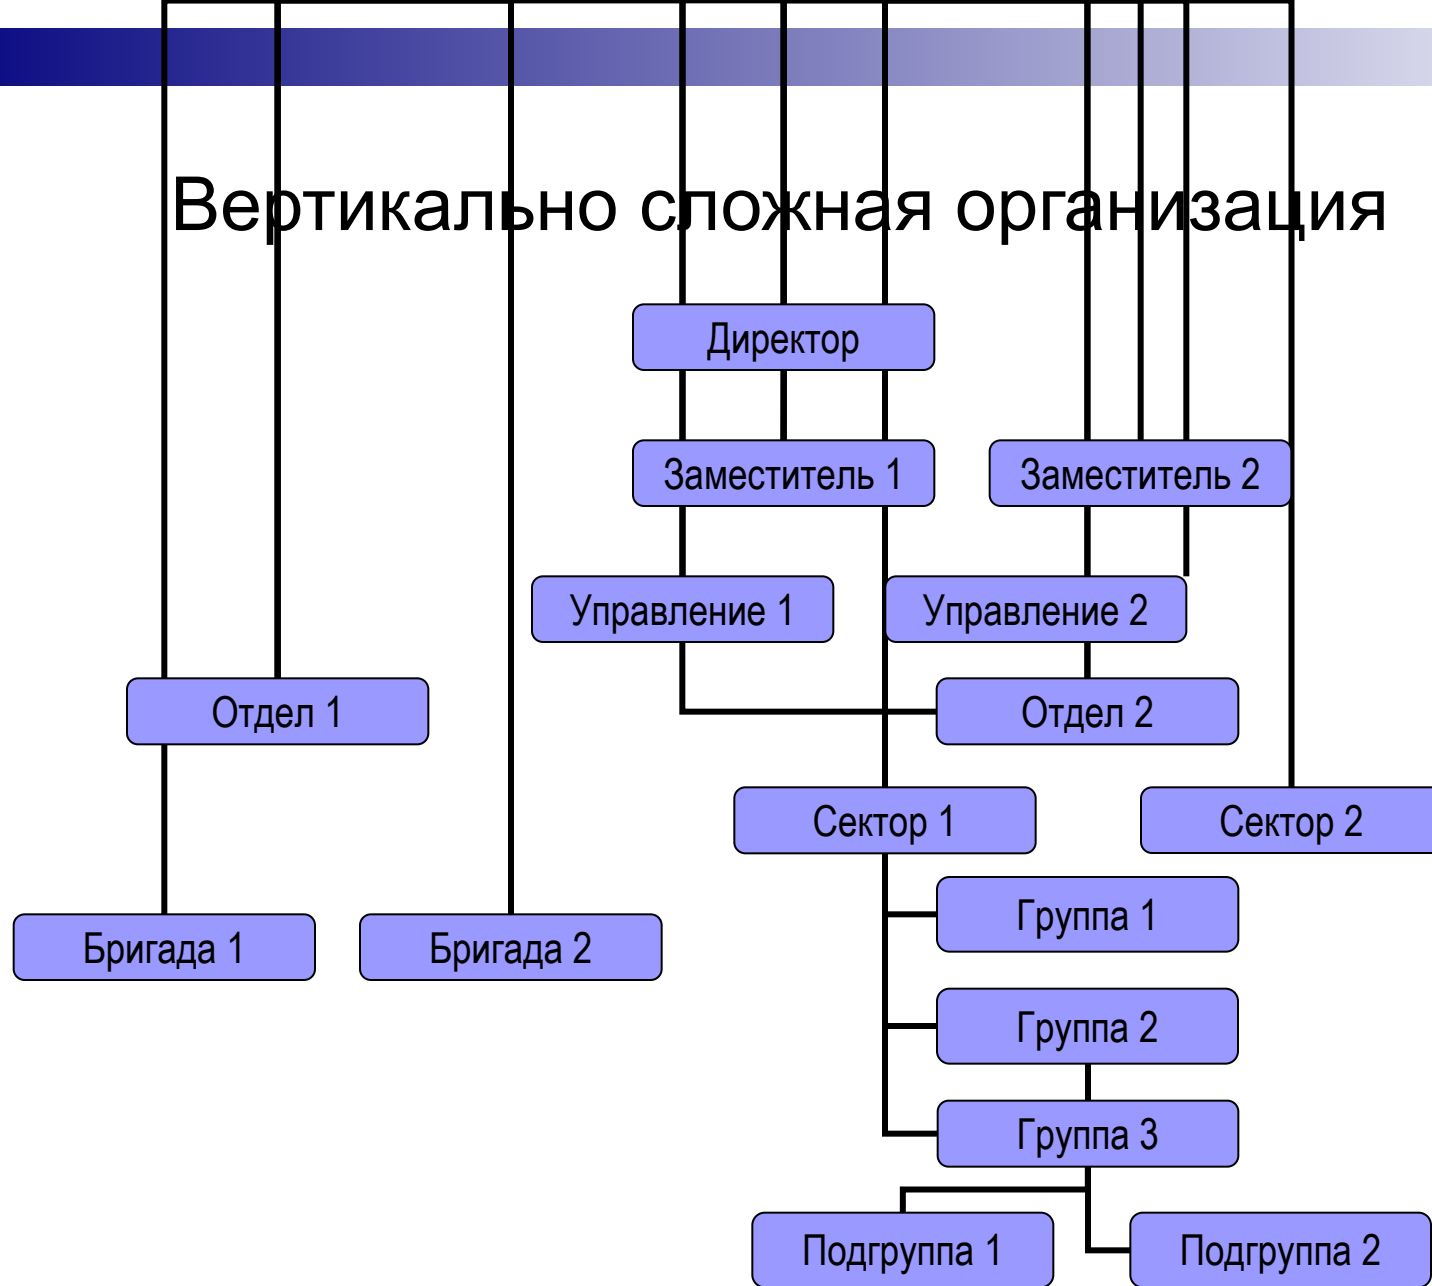 Вертикально сложная организация
Директор
Заместитель 1
Заместитель 2
Управление 1
Управление 2
Отдел 1
Отдел 2
Сектор 1
Сектор 2
Группа 1
Бригада 1
Бригада 2
Группа 2
Группа 3
Подгруппа 1
Подгруппа 2